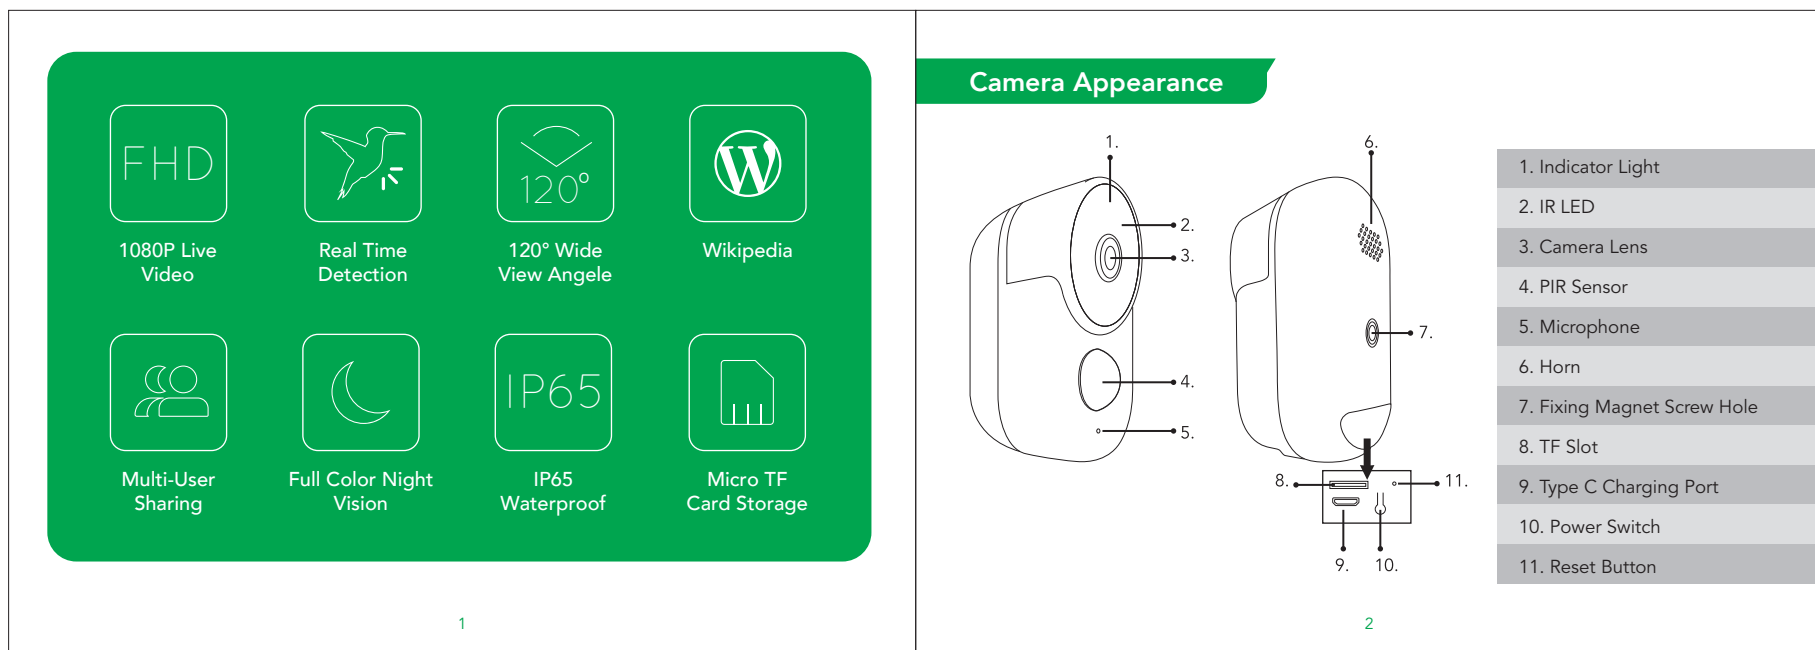 FHD
120°
W
1080P Live
Video
Real Time
Detection
120° Wide
View Angele
Wikipedia
IP65
Multi-User
Sharing
Full Color Night
Vision
IP65
Waterproof
Micro TF
Card Storage
1
Camera Appearance
1.
2.
3.
4.
5.
6.
7.
8.
11.
9.
10.
1. Indicator Light
2. IR LED
3. Camera Lens
4. PIR Sensor
5. Microphone
6. Horn
7. Fixing Magnet Screw Hole
8. TF Slot
9. Type C Charging Port
10. Power Switch
11. Reset Button
2